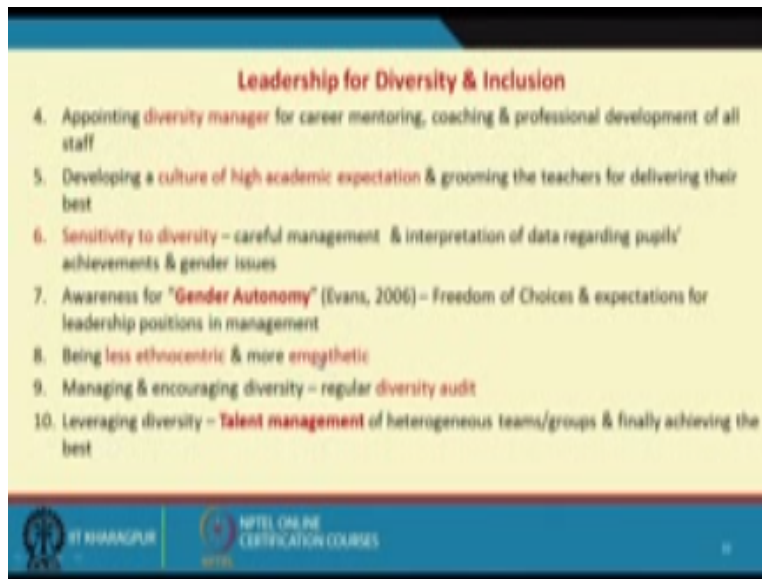 Leadership for Diversity & Inclusion
4. Appointing diversity manager for career mentoring, coaching & professional development of all
staff
5. Developing a culture of high academic expectation & grooming the teachers for delivering their
best
6. Sensitivity to diversity – careful management & interpretation of data regarding pupils'
achievements & gender issues
7. Awareness for "Gender Autonomy" (Evans, 2006) – Freedom of Choices & expectations for
leadership positions in management
8. Being less ethnocentric & more empathetic
9. Managing & encouraging diversity – regular diversity audit
10. Leveraging diversity – Talent management of heterogeneous teams/groups & finally achieving the
best
IIT KHARAGPUR
NPTEL ONLINE
CERTIFICATION COURSES
NPTEL